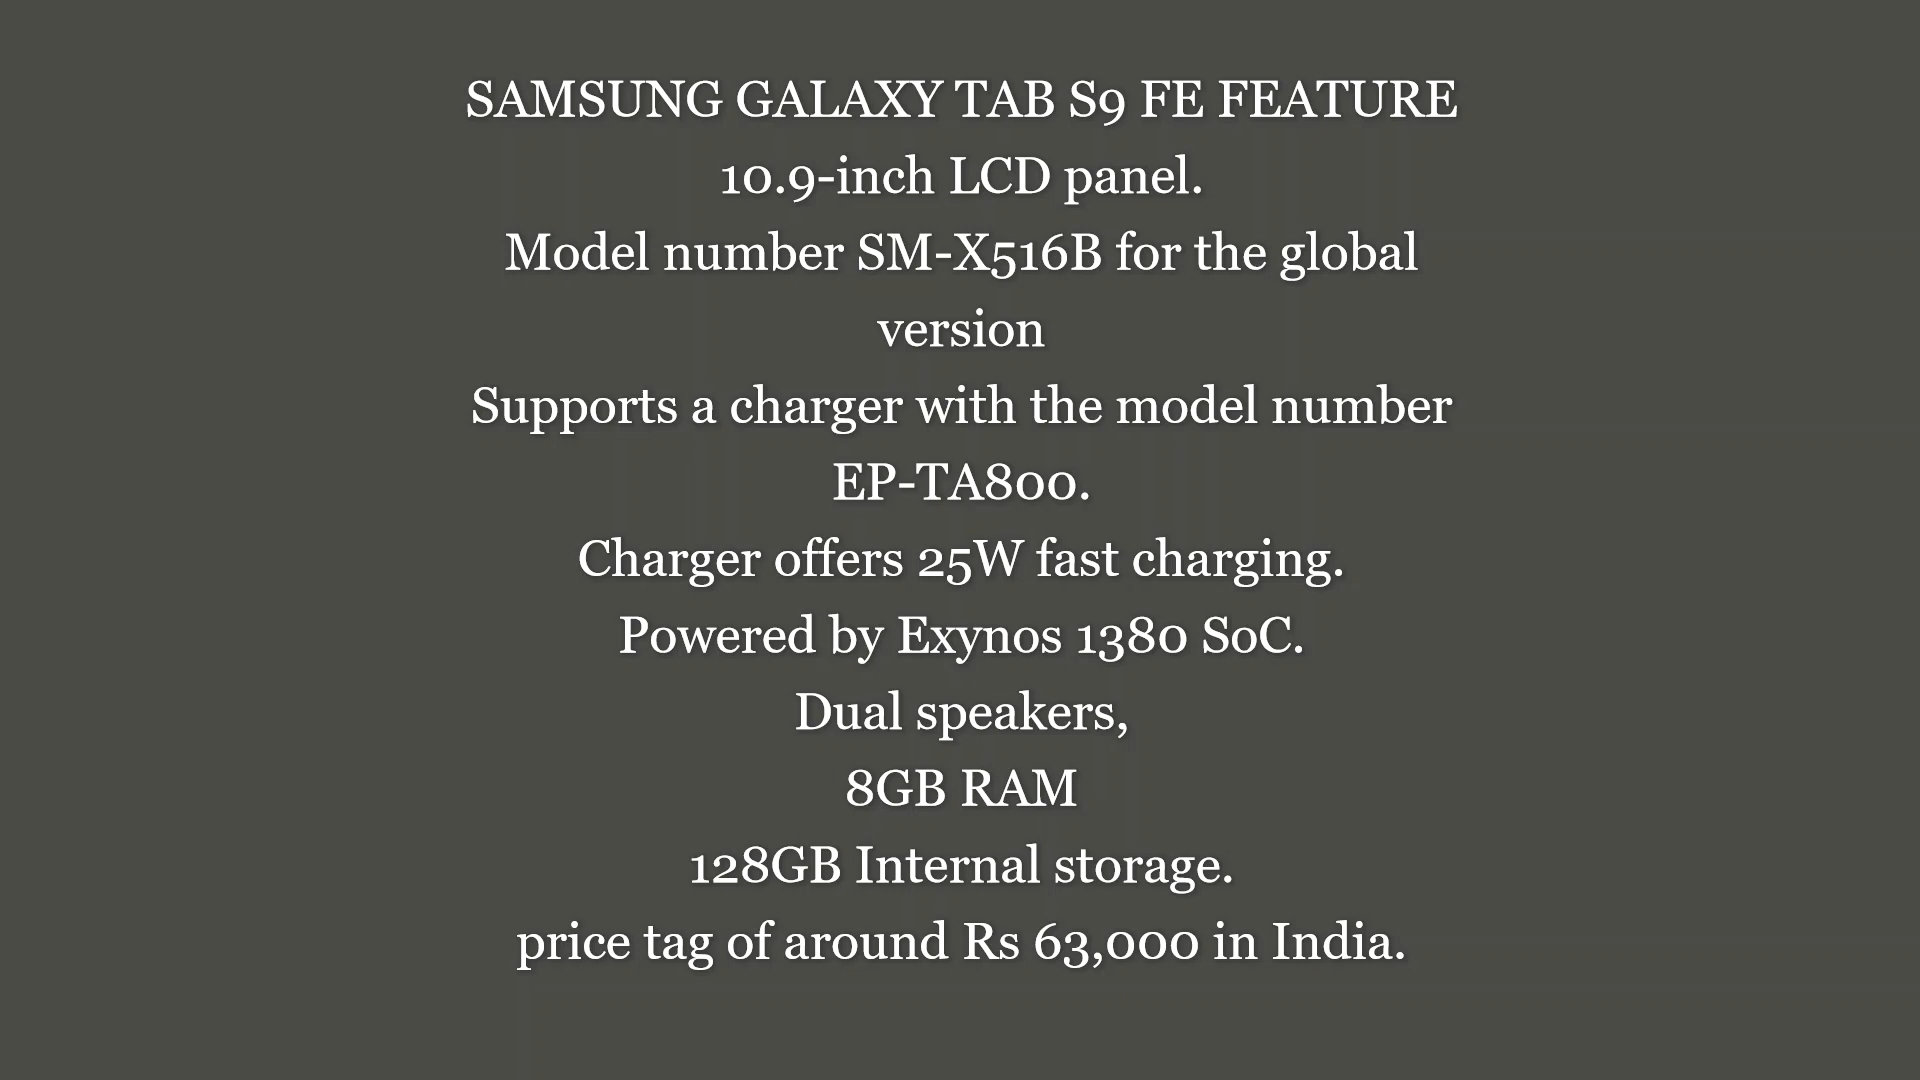 SAMSUNG GALAXY TAB S9 FE FEATURE
10.9-inch LCD panel.
Model number SM-X516B for the global
version
Supports a charger with the model number
EP-TA800.
Charger offers 25W fast charging.
Powered by Exynos 1380 SoC.
Dual speakers,
8GB RAM
128GB Internal storage.
price tag of around Rs 63,000 in India.